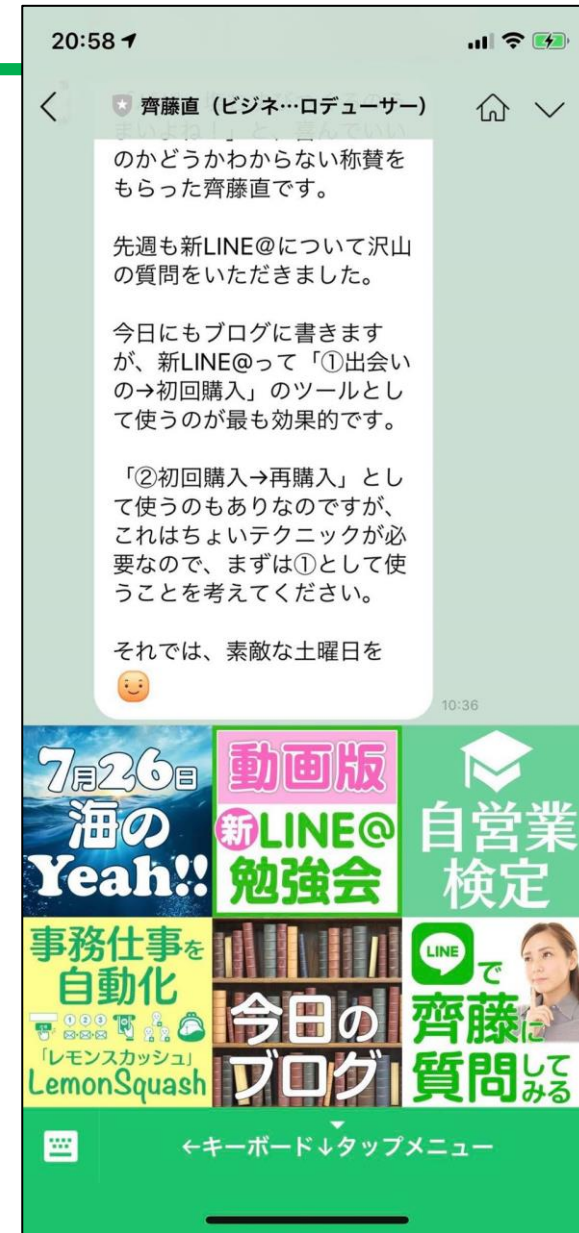 20:58
齊藤直（ビジネ…ロデューサー）
まいよね！」と、喜んでいい
のかどうかわからない称賛を
もらった齊藤直です。
先週も新LINE@について沢山
の質問をいただきました。
今日にもブログに書きます
が、新LINE@って「①出会い
の→初回購入」のツールとし
て使うのが最も効果的です。
「②初回購入→再購入」とし
て使うのもありなのですが、
これはちょいテクニックが必
要なので、まずは①として使
うことを考えてください。
それでは、素敵な土曜日を
10:36
7月26日
海の
Yeah!!
動画版
新LINE@
勉強会
自営業
検定
事務仕事を
自動化
1 2 3
「レモンスカッシュ」
LemonSquash
今日の
ブログ
LINE で
齊藤に
質問して
みる
←キーボード↓タップメニュー